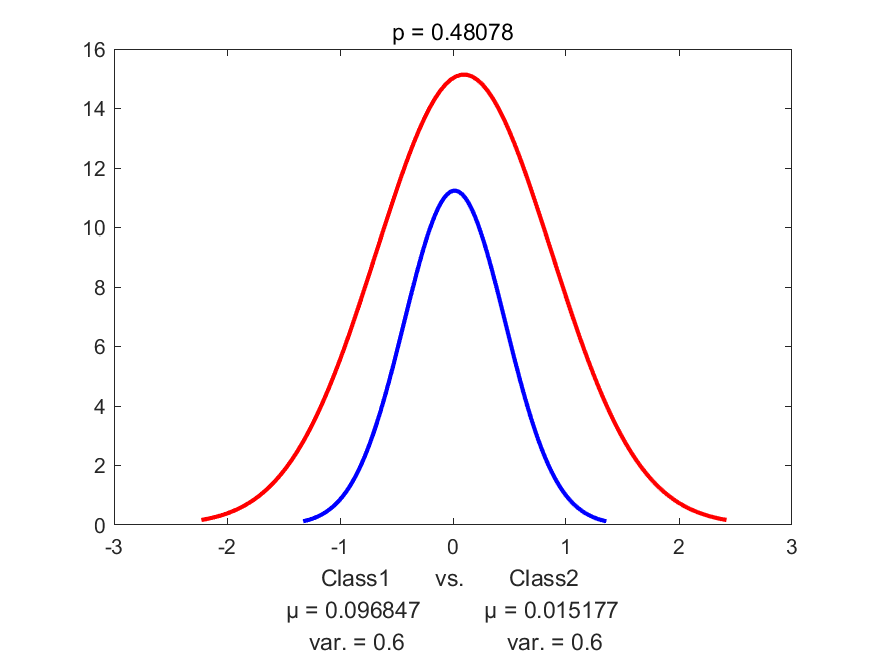 p = 0.48078
16
14
12
10
8
6
4
2
0
-3 -2 -1 0 1 2 3
Class1 vs. Class2
μ = 0.096847 μ = 0.015177
var. = 0.6 var. = 0.6